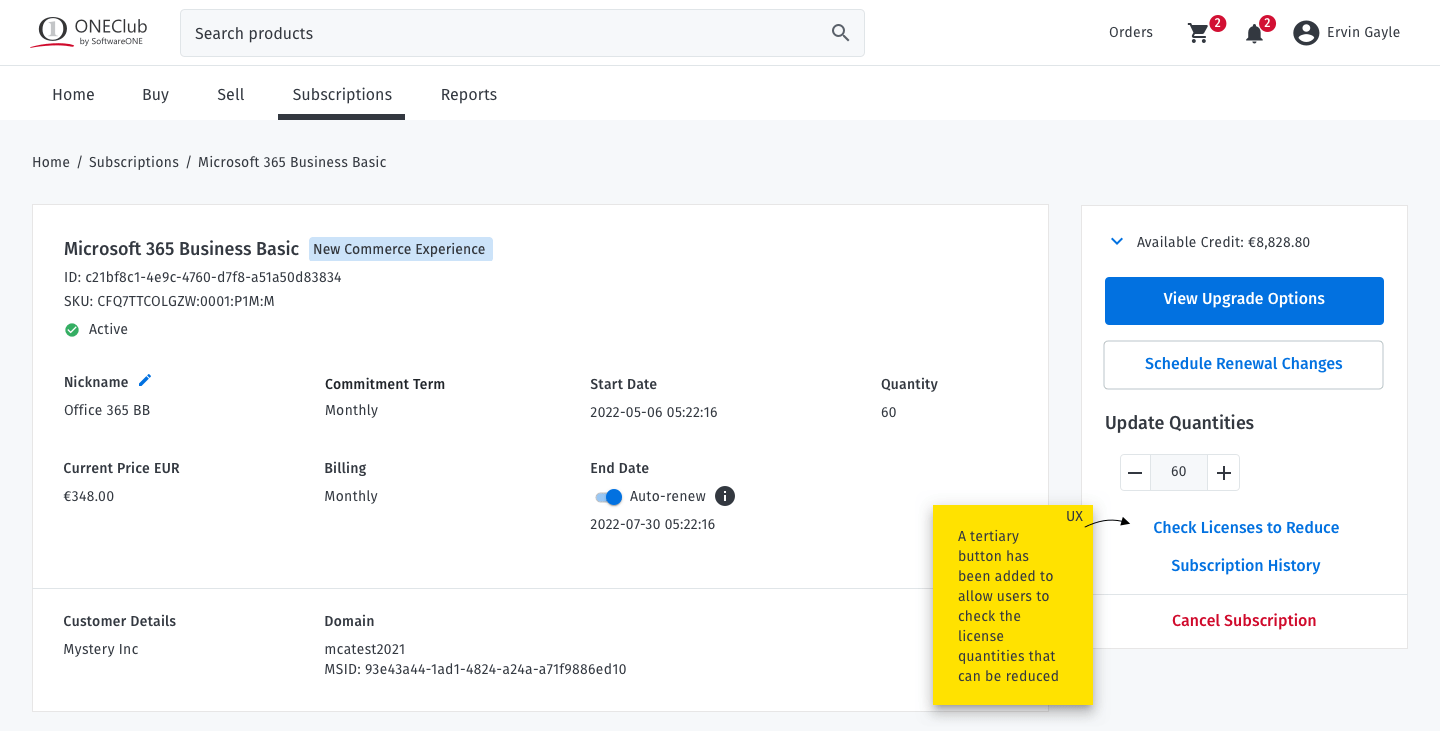 ONEClub
by SoftwareONE
Search products
Orders
2
2
Ervin Gayle
Home
Buy
Sell
Subscriptions
Reports
Home / Subscriptions / Microsoft 365 Business Basic
Microsoft 365 Business Basic
New Commerce Experience
ID: c21bf8c1-4e9c-4760-d7f8-a51a50d83834
SKU: CFQ7TTCOLGZW:0001:P1M:M
Active
Nickname
Office 365 BB
Commitment Term
Monthly
Start Date
2022-05-06 05:22:16
Quantity
60
Current Price EUR
€348.00
Billing
Monthly
End Date
Auto-renew
2022-07-30 05:22:16
Customer Details
Mystery Inc
Domain
mcatest2021
MSID: 93e43a44-1ad1-4824-a24a-a71f9886ed10
Available Credit: €8,828.80
View Upgrade Options
Schedule Renewal Changes
Update Quantities
60
Check Licenses to Reduce
Subscription History
Cancel Subscription
UX
A tertiary
button has
been added to
allow users to
check the
license
quantities that
can be reduced